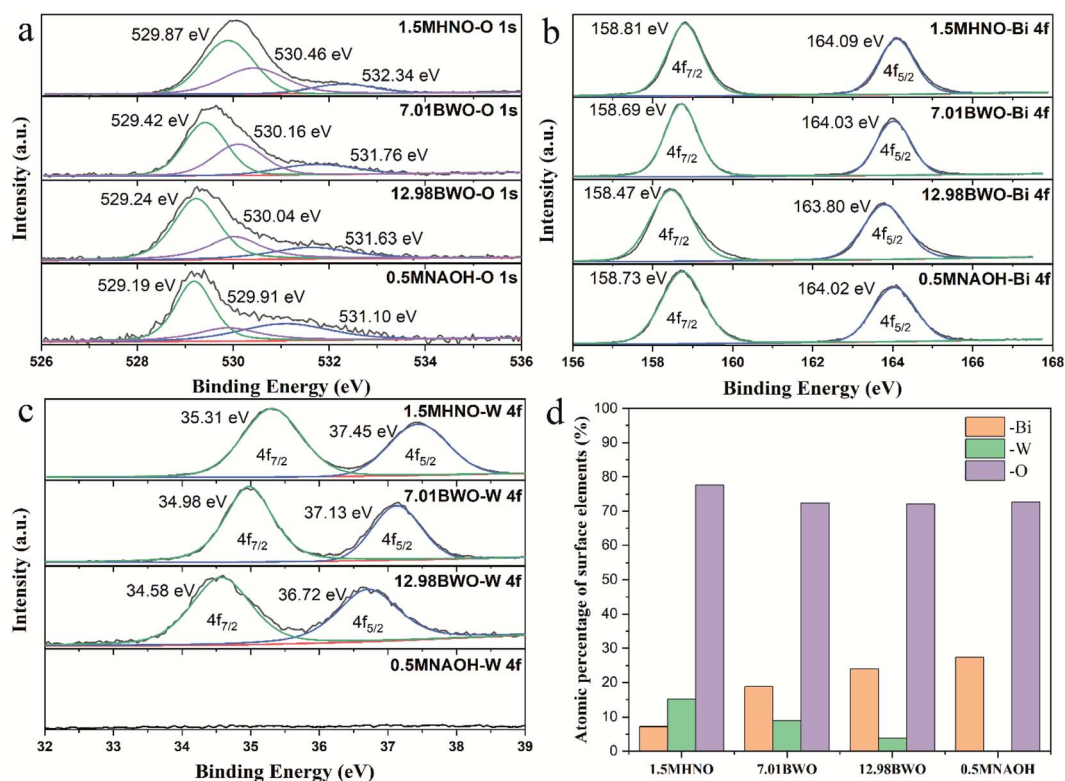 a
1.5MHNO-O 1s
529.87 eV
530.46 eV
532.34 eV
7.01BWO-O 1s
529.42 eV
530.16 eV
531.76 eV
12.98BWO-O 1s
529.24 eV
530.04 eV
531.63 eV
0.5MNAOH-O 1s
529.19 eV
529.91 eV
531.10 eV
526 528 530 532 534 536
Binding Energy (eV)
Intensity (a.u.)
b
1.5MHNO-Bi 4f
158.81 eV
164.09 eV
4f7/2
4f5/2
7.01BWO-Bi 4f
158.69 eV
164.03 eV
4f7/2
4f5/2
12.98BWO-Bi 4f
158.47 eV
163.80 eV
4f7/2
4f5/2
0.5MNAOH-Bi 4f
158.73 eV
164.02 eV
4f7/2
4f5/2
156 158 160 162 164 166 168
Binding Energy (eV)
Intensity (a.u.)
c
1.5MHNO-W 4f
35.31 eV
37.45 eV
4f7/2
4f5/2
7.01BWO-W 4f
34.98 eV
37.13 eV
4f7/2
4f5/2
12.98BWO-W 4f
34.58 eV
36.72 eV
4f7/2
4f5/2
0.5MNAOH-W 4f
32 33 34 35 36 37 38 39
Binding Energy (eV)
Intensity (a.u.)
d
-Bi
-W
-O
100
90
80
70
60
50
40
30
20
10
0
1.5MHNO 7.01BWO 12.98BWO 0.5MNAOH
Atomic percentage of surface elements (%)